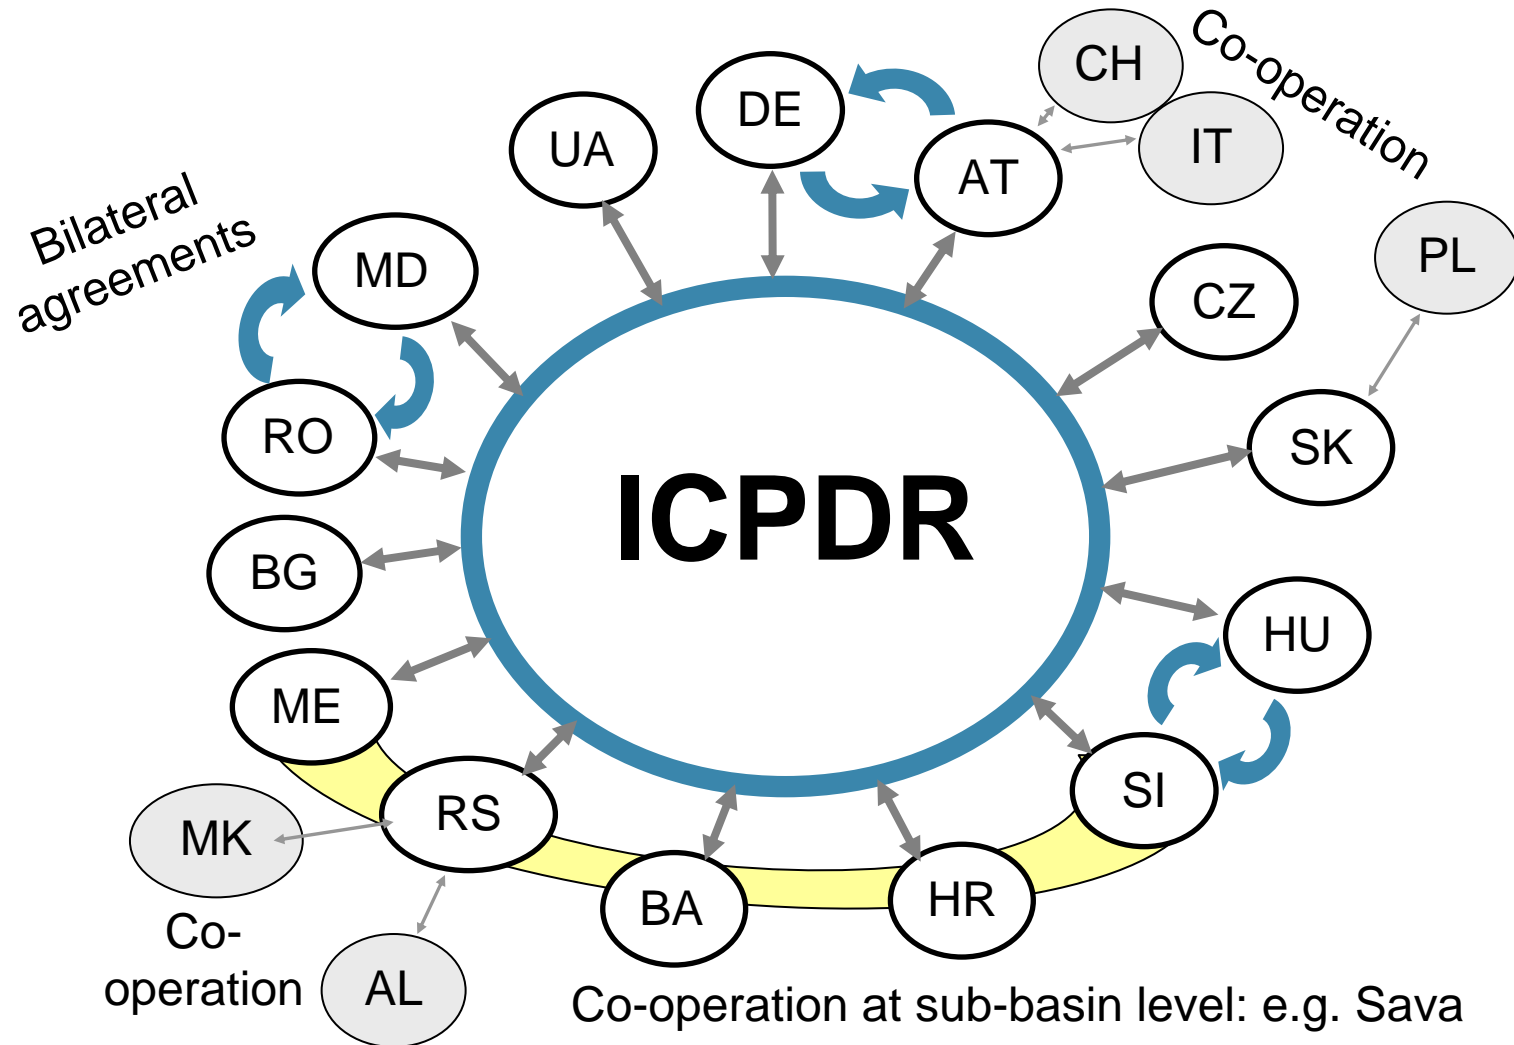 CH
Co-operation
DE
IT
UA
AT
Bilateral
agreements
MD
PL
CZ
RO
SK
ICPDR
BG
HU
ME
SI
RS
MK
BA
HR
Co-
operation
AL
Co-operation at sub-basin level: e.g. Sava